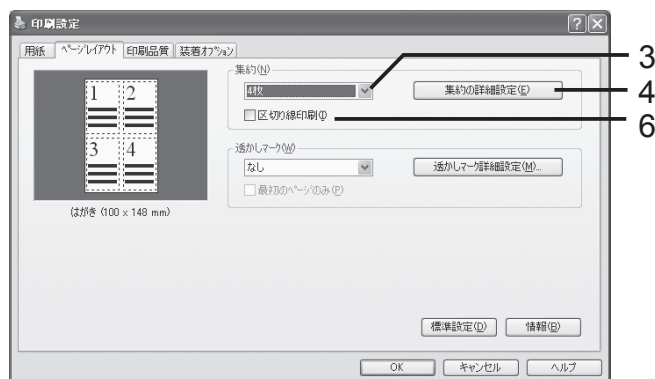 印刷設定
用紙 ページレイアウト 印刷品質 装着オプション
集約(N)
4枚
集約の詳細設定(E)
区切り線印刷(I)
3
4
6
1 2
3 4
透かしマーク(W)
なし
透かしマーク詳細設定(M)...
最初のページのみ(P)
はがき (100 x 148 mm)
標準設定(D) 情報(B)
OK キャンセル ヘルプ